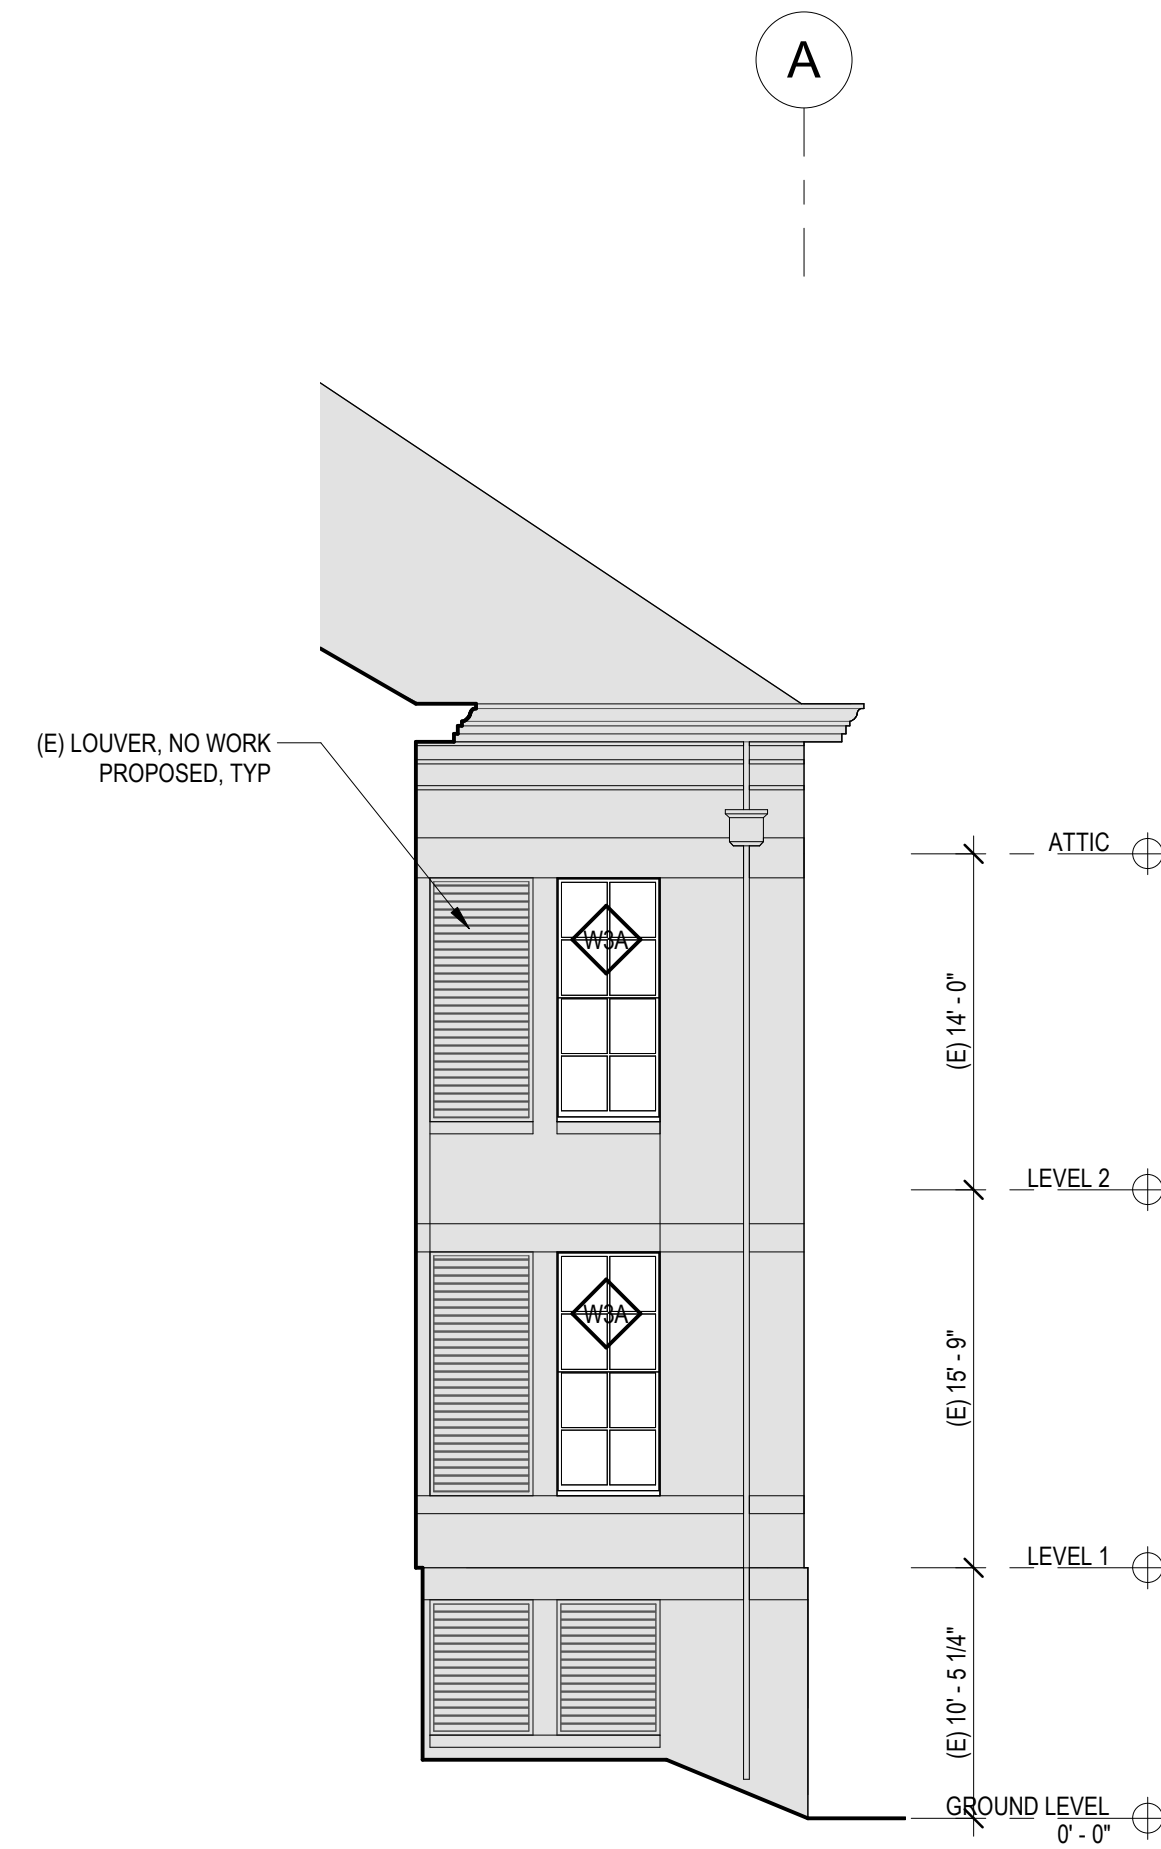 A
(E) LOUVER, NO WORK
PROPOSED, TYP
ATTIC
W3A
(E) 14' - 0"
LEVEL 2
W3A
(E) 15' - 9"
LEVEL 1
(E) 10' - 5 1/4"
GROUND LEVEL
0' - 0"